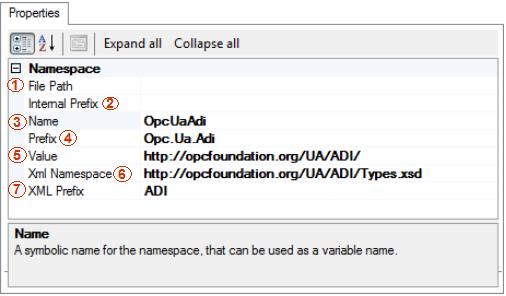 Properties
Expand all Collapse all
Namespace
1 File Path
Internal Prefix 2
3 Name OpcUaAdi
Prefix 4 Opc.Ua.Adi
5 Value http://opcfoundation.org/UA/ADI/
Xml Namespace 6 http://opcfoundation.org/UA/ADI/Types.xsd
7 XML Prefix ADI
Name
A symbolic name for the namespace, that can be used as a variable name.